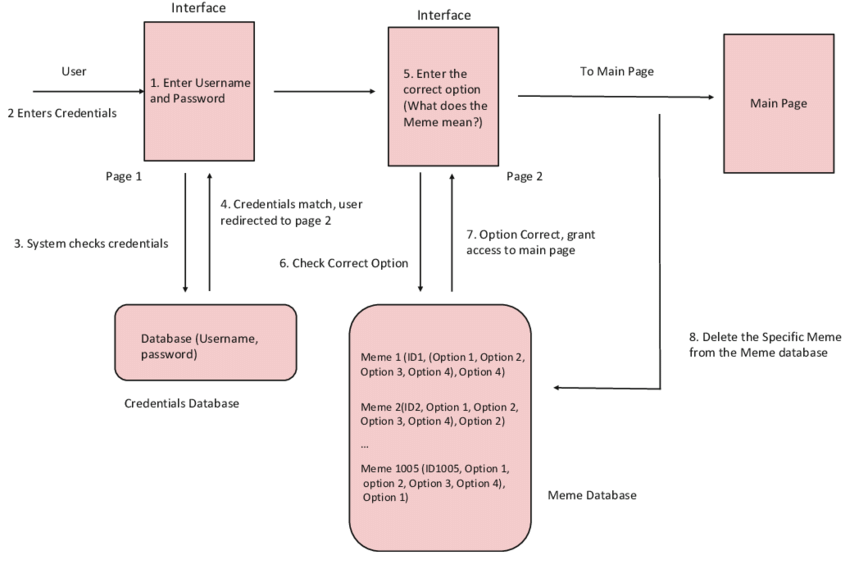 Interface
Interface
User
2 Enters Credentials
1. Enter Username
and Password
5. Enter the
correct option
(What does the
Meme mean?)
To Main Page
Main Page
Page 1
Page 2
3. System checks credentials
4. Credentials match, user
redirected to page 2
6. Check Correct Option
7. Option Correct, grant
access to main page
8. Delete the Specific Meme
from the Meme database
Database (Username,
password)
Credentials Database
Meme 1 (ID1, (Option 1, Option 2,
Option 3, Option 4), Option 4)
Meme 2(ID2, Option 1, Option 2,
Option 3, Option 4), Option 2)
...
Meme 1005 (ID1005, Option 1,
option 2, Option 3, Option 4),
Option 1)
Meme Database